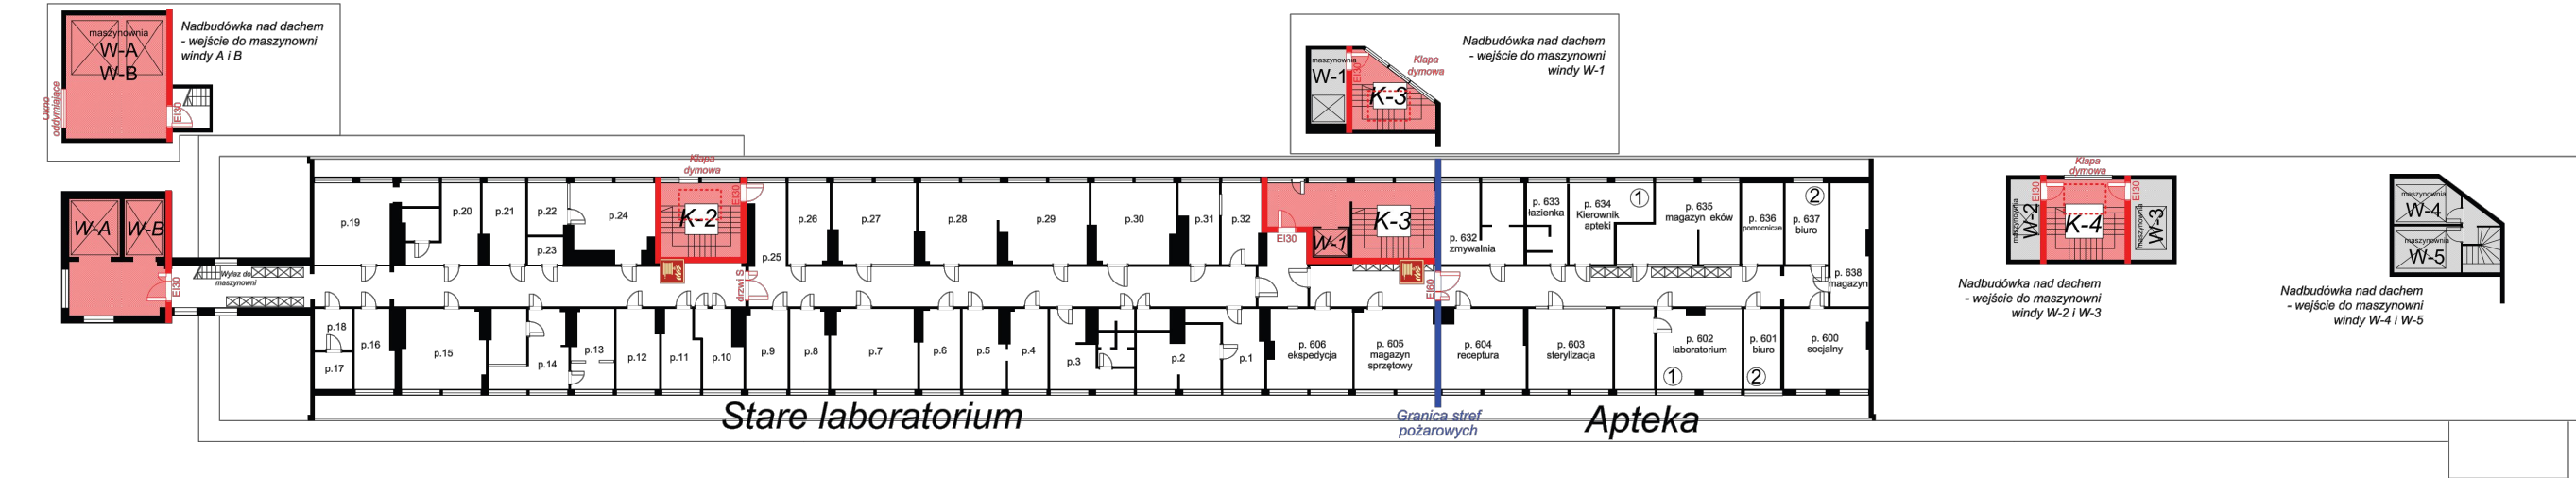 maszynownia
W-A
W-B
Nadbudówka nad dachem
- wejście do maszynowni
windy A i B
Okno
oddymiające
EI30
maszynownia
W-1
EI30
K-3
Klapa
dymowa
Nadbudówka nad dachem
- wejście do maszynowni
windy W-1
W-A
W-B
EI30
Wyłsz do
maszynowni
p.19
p.20
p.21
p.22
p.23
p.24
Klapa
dymowa
K-2
EI30
drzwi S
p.25
p.26
p.27
p.28
p.29
p.30
p.31
p.32
EI30
W-1
K-3
EI60
p. 632
zmywalnia
p. 633
łazienka
p. 634
Kierownik
apteki
1
p. 635
magazyn leków
p. 636
pomocnicze
2
p. 637
biuro
p. 638
magazyn
p.18
p.17
p.16
p.15
p.14
p.13
p.12
p.11
p.10
p.9
p.8
p.7
p.6
p.5
p.4
p.3
p.2
p.1
p. 606
ekspedycja
p. 605
magazyn
sprzętowy
p. 604
receptura
p. 603
sterylizacja
p. 602
laboratorium
1
p. 601
biuro
2
p. 600
socjalny
Stare laboratorium
Granica stref
pożarowych
Apteka
Klapa
dymowa
maszynownia
W-2
EI30
K-4
EI30
maszynownia
W-3
Nadbudówka nad dachem
- wejście do maszynowni
windy W-2 i W-3
maszynownia
W-4
maszynownia
W-5
Nadbudówka nad dachem
- wejście do maszynowni
windy W-4 i W-5